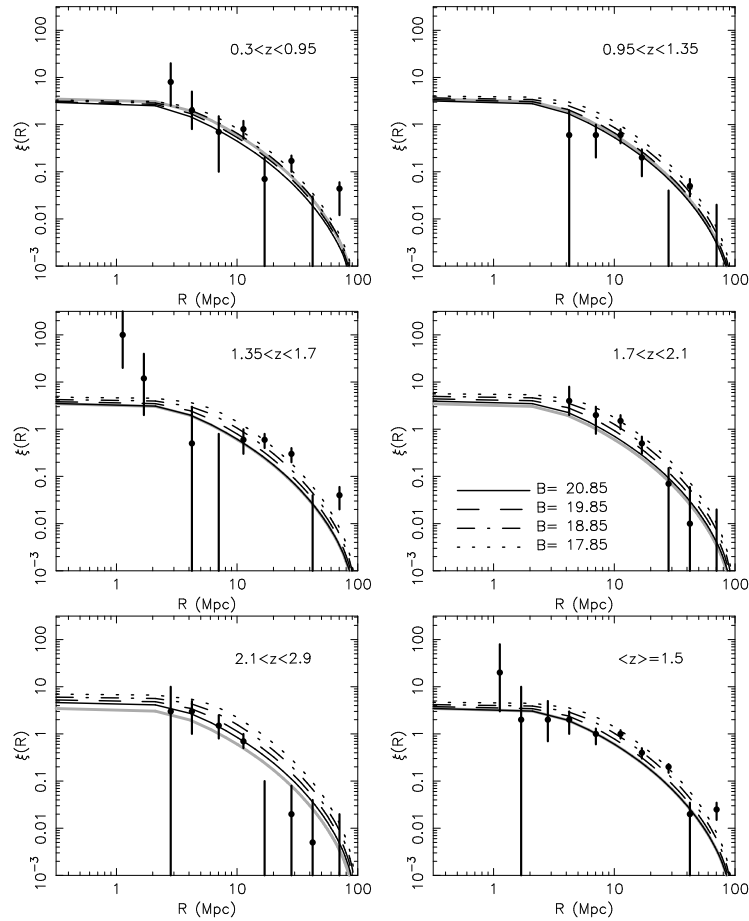 0.3<z<0.95
ξ(R)
100
10
1
0.1
0.01
10⁻³
1
10
100
R (Mpc)
0.95<z<1.35
ξ(R)
100
10
1
0.1
0.01
10⁻³
1
10
100
R (Mpc)
1.35<z<1.7
ξ(R)
100
10
1
0.1
0.01
10⁻³
1
10
100
R (Mpc)
1.7<z<2.1
ξ(R)
100
10
1
0.1
0.01
10⁻³
B= 20.85
B= 19.85
B= 18.85
B= 17.85
1
10
100
R (Mpc)
2.1<z<2.9
ξ(R)
100
10
1
0.1
0.01
10⁻³
1
10
100
R (Mpc)
<z>=1.5
ξ(R)
100
10
1
0.1
0.01
10⁻³
1
10
100
R (Mpc)